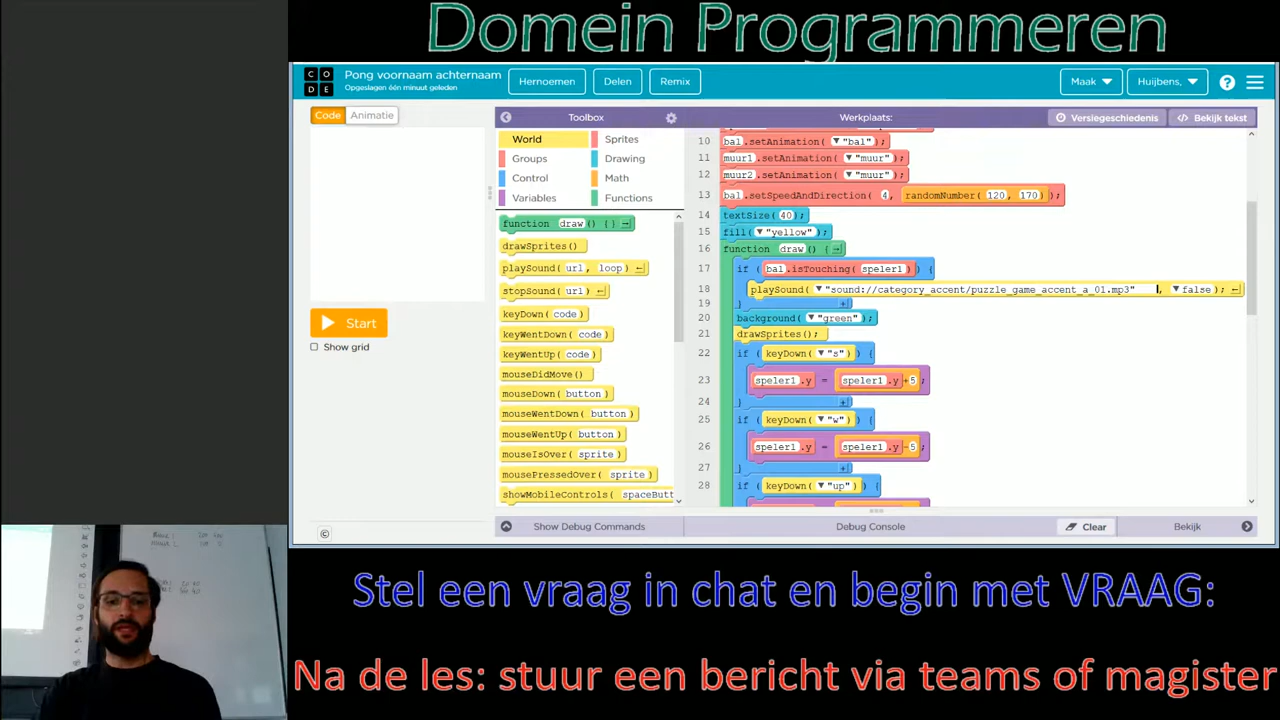 Domein Programmeren
C O
D E
Pong voornaam achternaam
Opgeslagen één minuut geleden
Hernoemen
Delen
Remix
Maak
Huijbens,
?
Code
Animatie
Toolbox
Werkplaats:
Versiegeschiedenis
</> Bekijk tekst
World
Sprites
Groups
Drawing
Control
Math
Variables
Functions
function draw() { }
drawSprites()
playSound( url, loop)
stopSound( url)
keyDown( code)
keyWentDown( code)
keyWentUp( code)
mouseDidMove()
mouseDown( button)
mouseWentDown( button)
mouseWentUp( button)
mouseIsOver( sprite)
mousePressedOver( sprite)
showMobileControls( spaceButt
Start
Show grid
10 bal.setAnimation( "bal");
11 muur1.setAnimation( "muur");
12 muur2.setAnimation( "muur");
13 bal.setSpeedAndDirection( 4, randomNumber( 120, 170) );
14 textSize( 40);
15 fill( "yellow");
16 function draw() {
17 if ( bal.isTouching( speler1) ) {
18 playSound( "sound://category_accent/puzzle_game_accent_a_01.mp3" , false);
19 }
20 background( "green");
21 drawSprites();
22 if ( keyDown( "s") ) {
23 speler1.y = speler1.y+5;
24 }
25 if ( keyDown( "w") ) {
26 speler1.y = speler1.y-5;
27 }
28 if ( keyDown( "up") ) {
©
Show Debug Commands
Debug Console
Clear
Bekijk
Stel een vraag in chat en begin met VRAAG:
Na de les: stuur een bericht via teams of magister